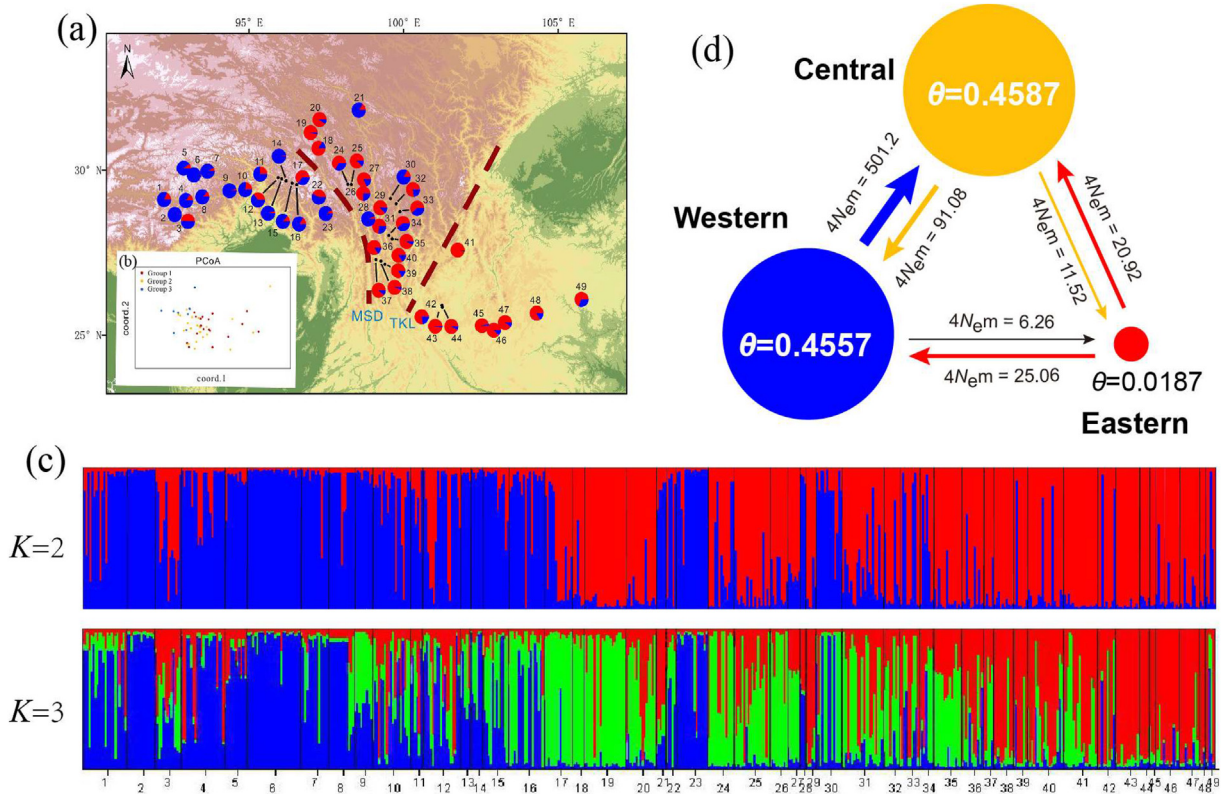 (a)
95° E
100° E
105° E
N
30° N
25° N
21
20
19
18
14
5
6
7
11
17
24
25
27
30
26
32
1
4
9
10
22
29
33
2
3
8
12
28
31
34
13
15
16
23
36
35
41
40
39
37
38
42
43
44
45
47
46
48
49
MSD
TKL
(b)
PCoA
Group 1
Group 2
Group 3
coord.2
coord.1
(d)
Central
θ=0.4587
4Nem = 501.2
4Nem = 91.08
4Nem = 20.92
4Nem = 11.52
Western
θ=0.4557
4Nem = 6.26
4Nem = 25.06
θ=0.0187
Eastern
(c)
K=2
K=3
1 3 5 7 9 11 13 15 17 19 21 23 25 27 29 31 33 35 37 39 41 43 45 47 49
2 4 6 8 10 12 14 16 18 20 22 24 26 28 30 32 34 36 38 40 42 44 46 48